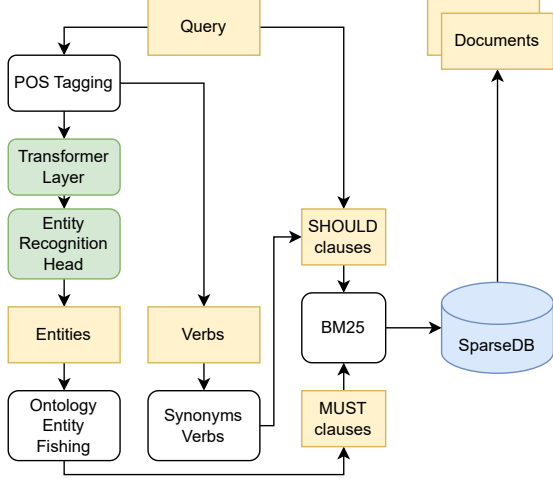 Query
Documents
POS Tagging
Transformer
Layer
Entity
Recognition
Head
SHOULD
clauses
Entities
Verbs
BM25
SparseDB
Ontology
Entity
Fishing
Synonyms
Verbs
MUST
clauses